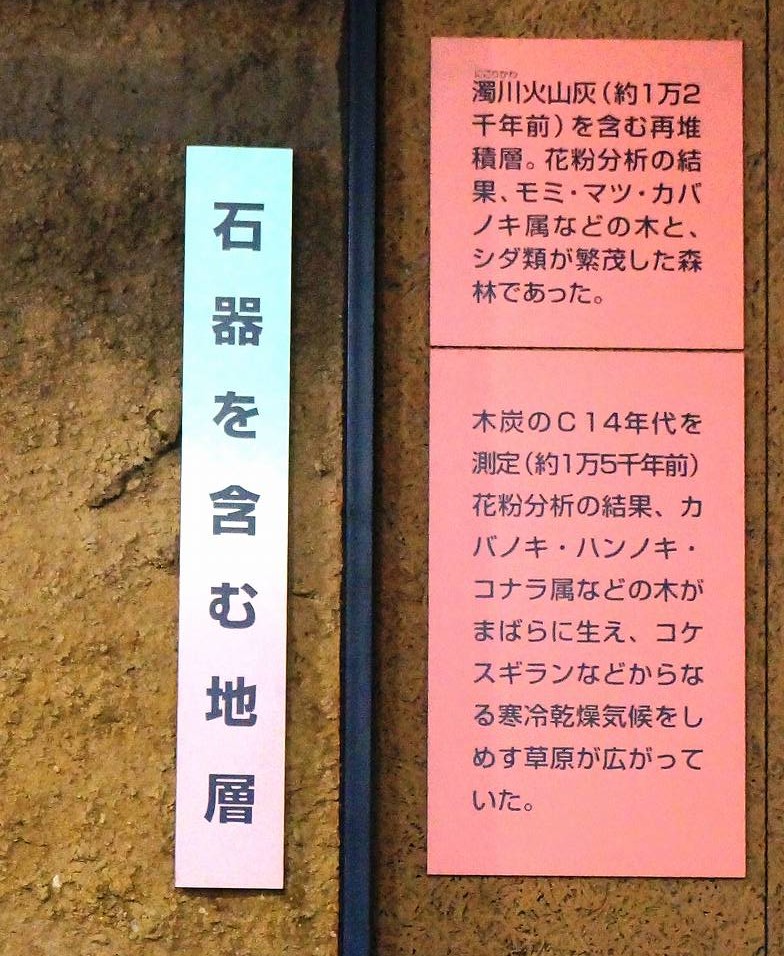 石器を含む地層
にごりかわ
濁川火山灰(約1万2
千年前)を含む再堆
積層。花粉分析の結
果、モミ・マツ・カバ
ノキ属などの木と、
シダ類が繁茂した森
林であった。
木炭のC14年代を
測定(約1万5千年前)
花粉分析の結果、カ
バノキ・ハンノキ・
コナラ属などの木が
まばらに生え、コケ
スギランなどからな
る寒冷乾燥気候をし
めす草原が広がって
いた。